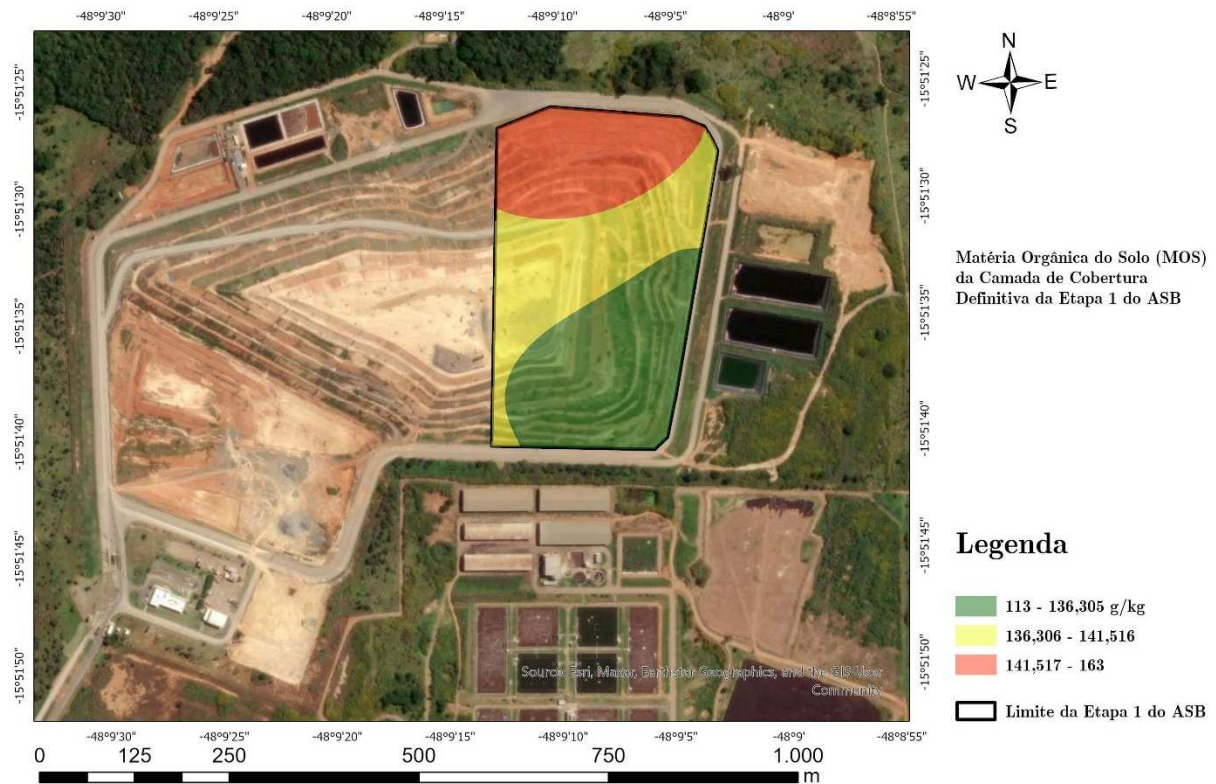 -48°9'30" -48°9'25" -48°9'20" -48°9'15" -48°9'10" -48°9'5" -48°9' -48°8'55"
-15°51'25"
-15°51'30"
-15°51'35"
-15°51'40"
-15°51'45"
-15°51'50"
-15°51'25"
-15°51'30"
-15°51'35"
-15°51'40"
-15°51'45"
-15°51'50"
Source: Esri, Maxar, Earthstar Geographics, and the GIS User
Community
-48°9'30" -48°9'25" -48°9'20" -48°9'15" -48°9'10" -48°9'5" -48°9' -48°8'55"
0 125 250 500 750 1.000
m
N
W E
S
Matéria Orgânica do Solo (MOS)
da Camada de Cobertura
Definitiva da Etapa 1 do ASB
Legenda
113 - 136,305 g/kg
136,306 - 141,516
141,517 - 163
Limite da Etapa 1 do ASB